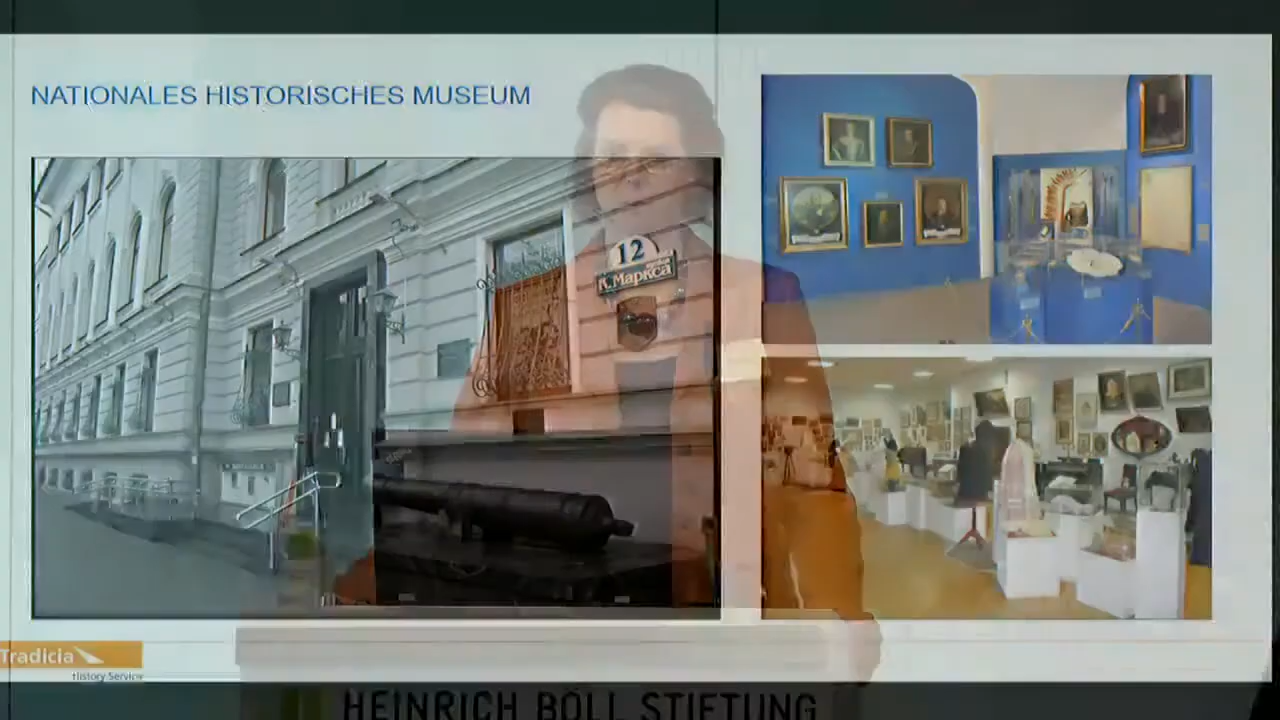 NATIONALES HISTORISCHES MUSEUM
12
К. Маркса
Tradicia
History Service
HEINRICH BÖLL STIFTUNG